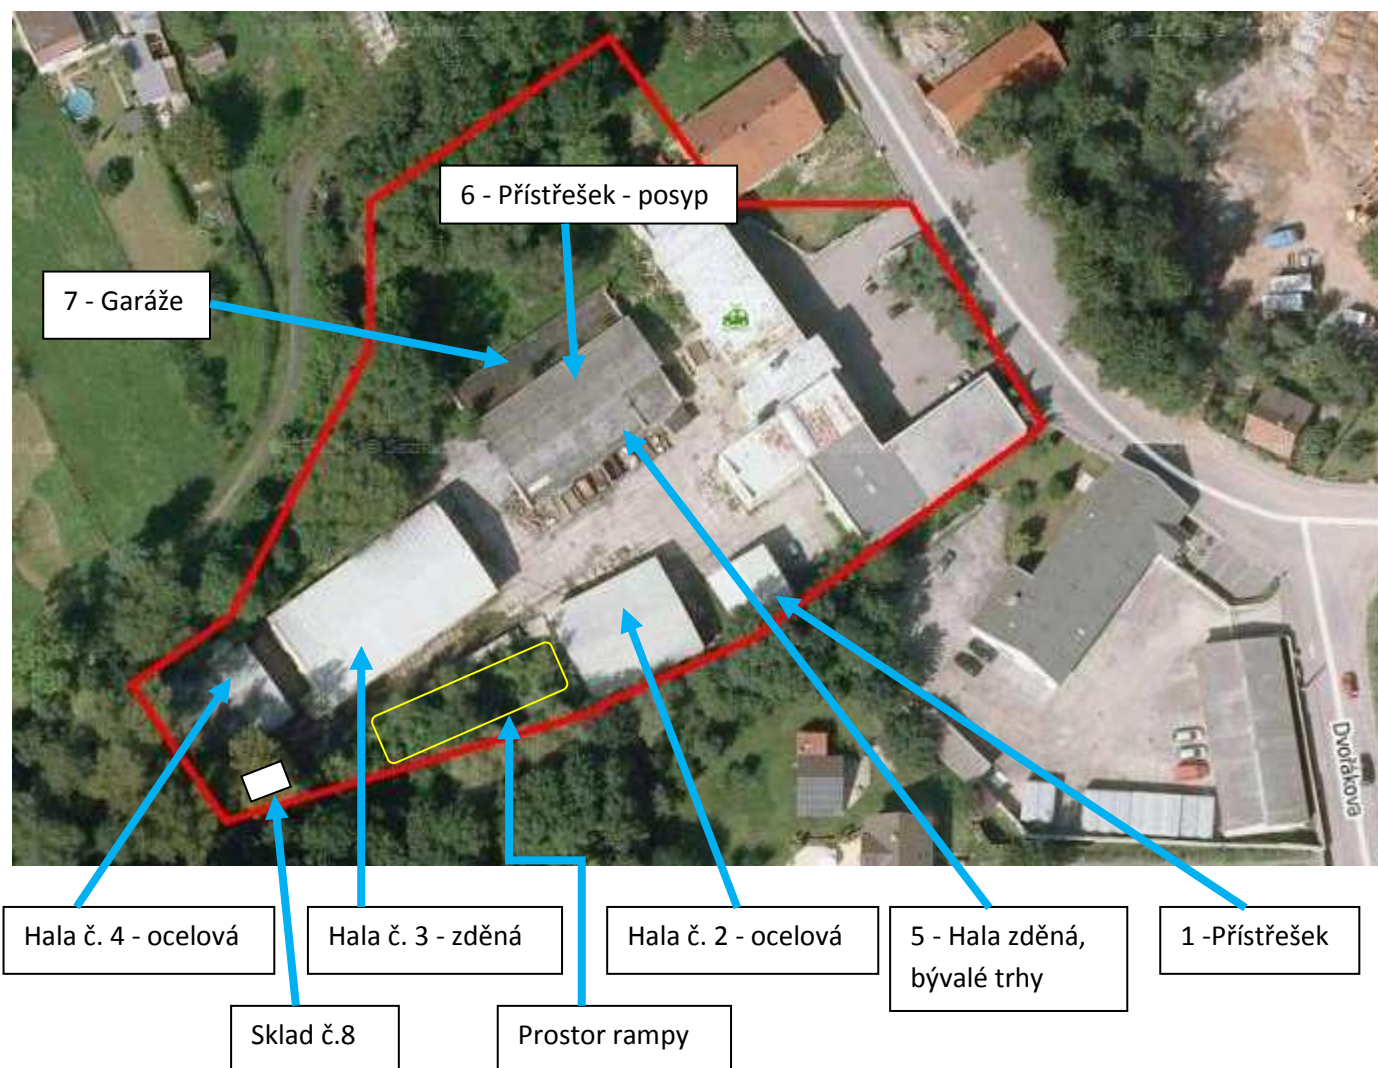 6 - Přístřešek - posyp
7 - Garáže
Dvořákova
Hala č. 4 - ocelová
Hala č. 3 - zděná
Hala č. 2 - ocelová
5 - Hala zděná,
bývalé trhy
1 -Přístřešek
Sklad č.8
Prostor rampy